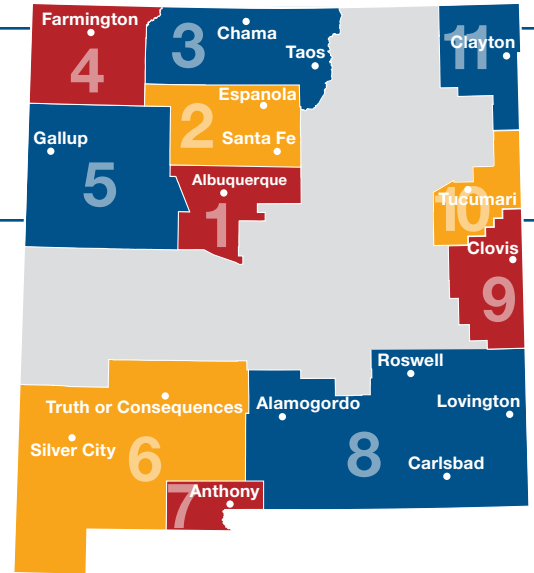 Farmington
4
3
Chama
Taos
11
Clayton
2
Espanola
Santa Fe
Gallup
5
Albuquerque
1
10
Tucumari
Clovis
9
Roswell
Truth or Consequences
Alamogordo
Lovington
Silver City
6
8
Carlsbad
7
Anthony